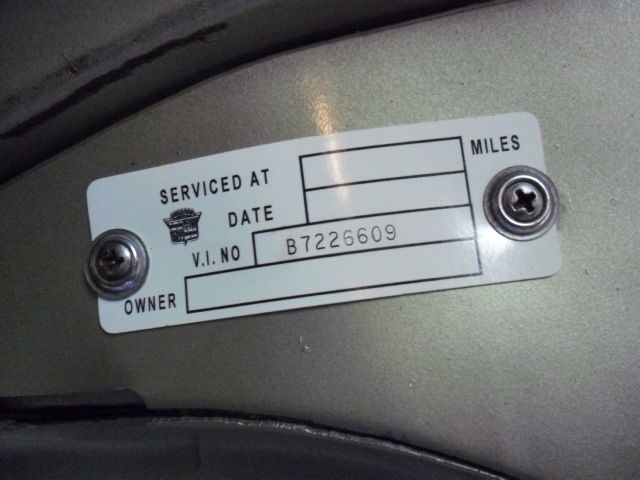 SERVICED AT MILES
DATE
V.I. NO B7226609
OWNER